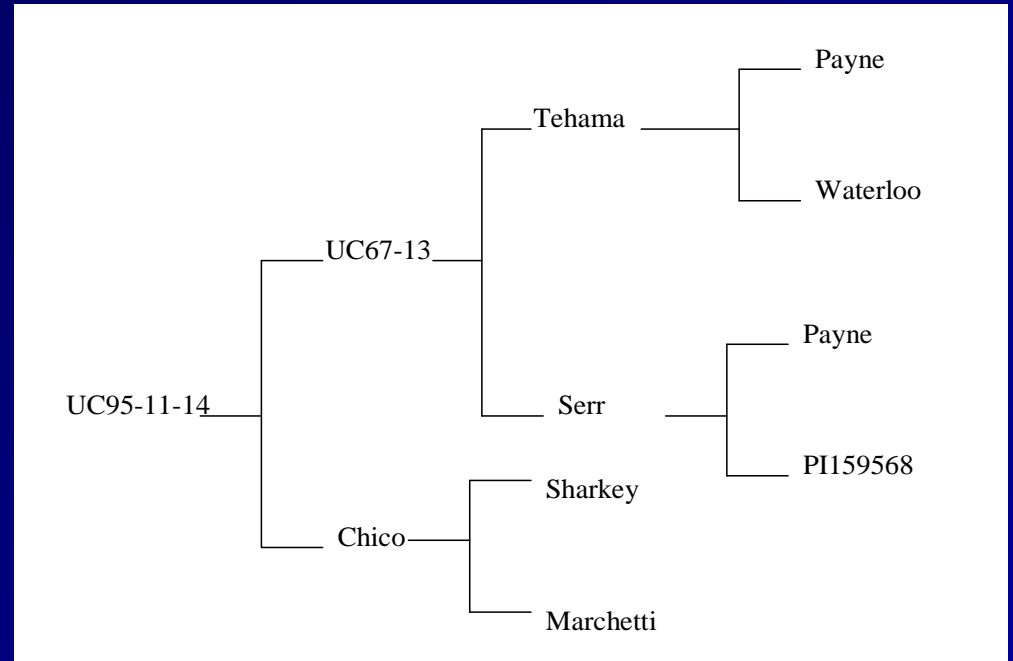 Payne
Tehama
Waterloo
UC67-13
Payne
UC95-11-14
Serr
PI159568
Sharkey
Chico
Marchetti